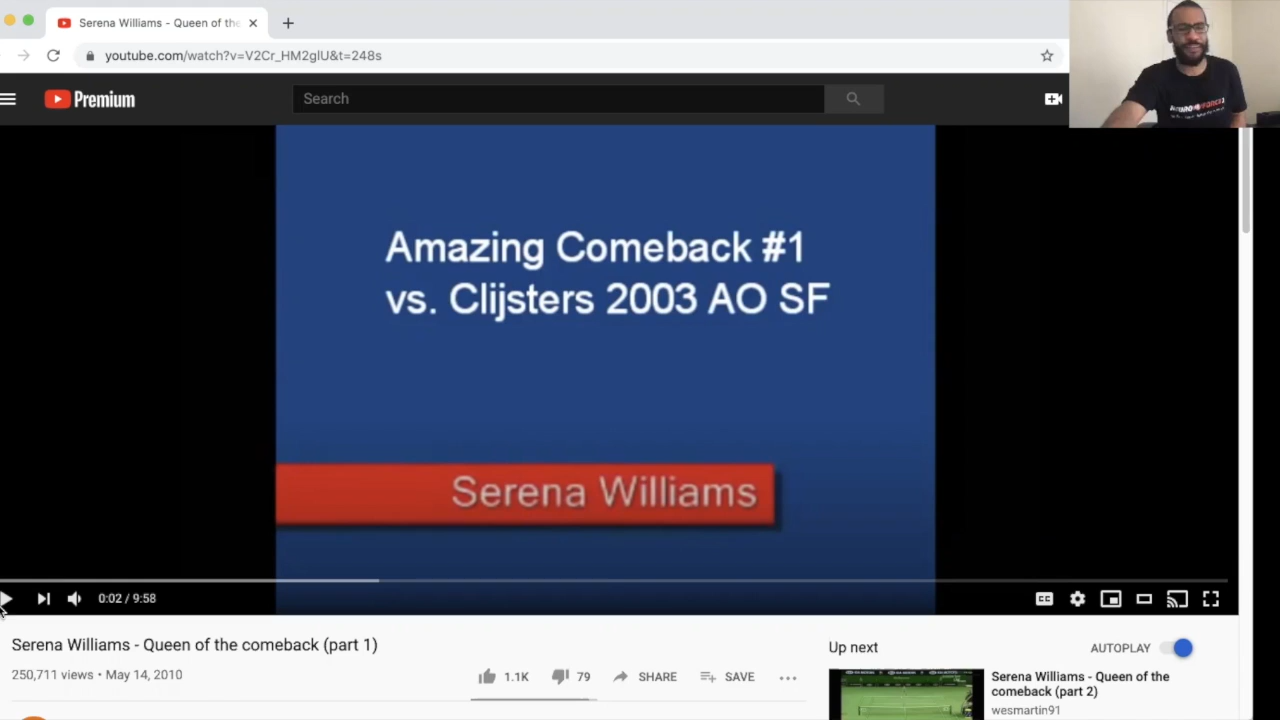 Serena Williams - Queen of the
youtube.com/watch?v=V2Cr_HM2glU&t=248s
Premium
Search
Amazing Comeback #1
vs. Clijsters 2003 AO SF
Serena Williams
0:02 / 9:58
CC
Serena Williams - Queen of the comeback (part 1)
250,711 views • May 14, 2010
1.1K
79
SHARE
SAVE
Up next
AUTOPLAY
Serena Williams - Queen of the
comeback (part 2)
wesmartin91